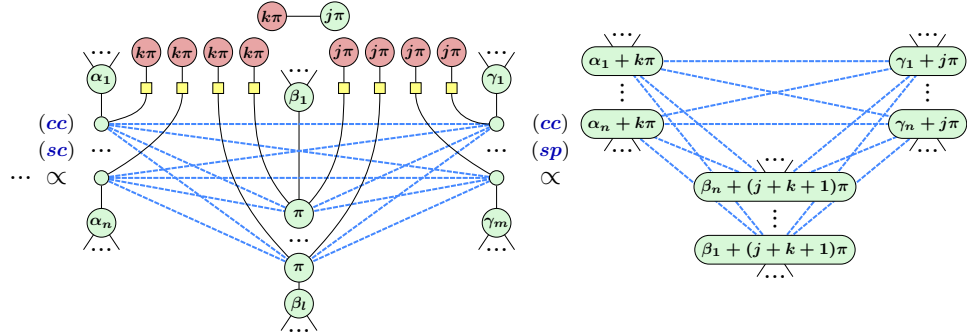 kπ jπ
··· kπ kπ kπ kπ ··· jπ jπ jπ jπ ···
α₁ β₁ γ₁
(cc)
(sc) ··· ···
··· ∝
αₙ π γₘ
··· ··· ···
π
βₗ
···
··· ···
α₁ + kπ γ₁ + jπ
⋮ ⋮
(cc) αₙ + kπ γₙ + jπ
(sp) ··· ···
∝
βₙ + (j + k + 1)π
⋮
β₁ + (j + k + 1)π
···